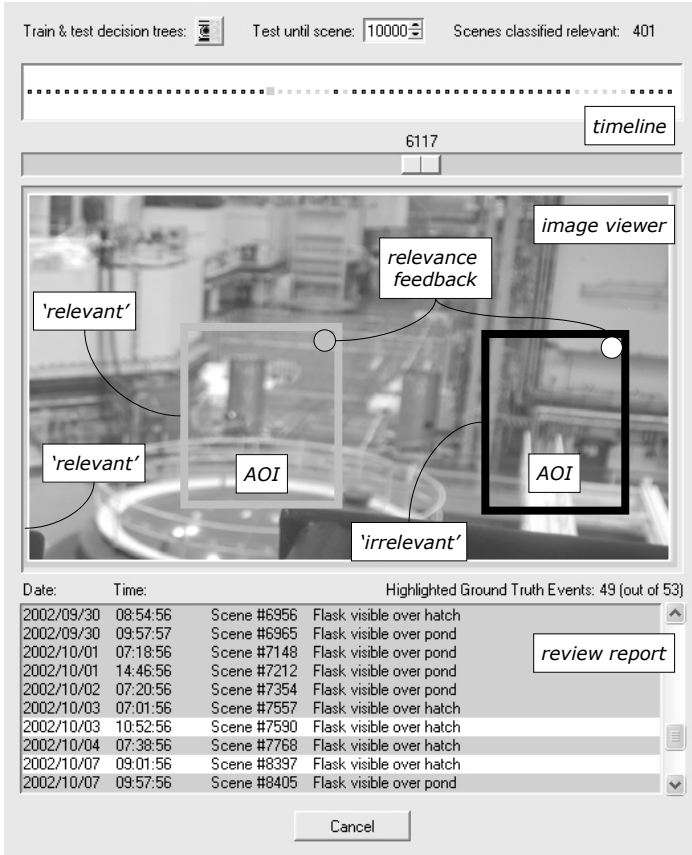 Train & test decision trees: Test until scene: 10000 Scenes classified relevant: 401
timeline
6117
image viewer
relevance
feedback
‘relevant’
‘relevant’
AOI
AOI
‘irrelevant’
Date: Time: Highlighted Ground Truth Events: 49 (out of 53)
2002/09/30 08:54:56 Scene #6956 Flask visible over hatch
2002/09/30 09:57:57 Scene #6965 Flask visible over pond
2002/10/01 07:18:56 Scene #7148 Flask visible over pond
2002/10/01 14:46:56 Scene #7212 Flask visible over pond
2002/10/02 07:20:56 Scene #7354 Flask visible over pond
2002/10/03 07:01:56 Scene #7557 Flask visible over hatch
2002/10/03 10:52:56 Scene #7590 Flask visible over hatch
2002/10/04 07:38:56 Scene #7768 Flask visible over hatch
2002/10/07 09:01:56 Scene #8397 Flask visible over hatch
2002/10/07 09:57:56 Scene #8405 Flask visible over pond
review report
Cancel